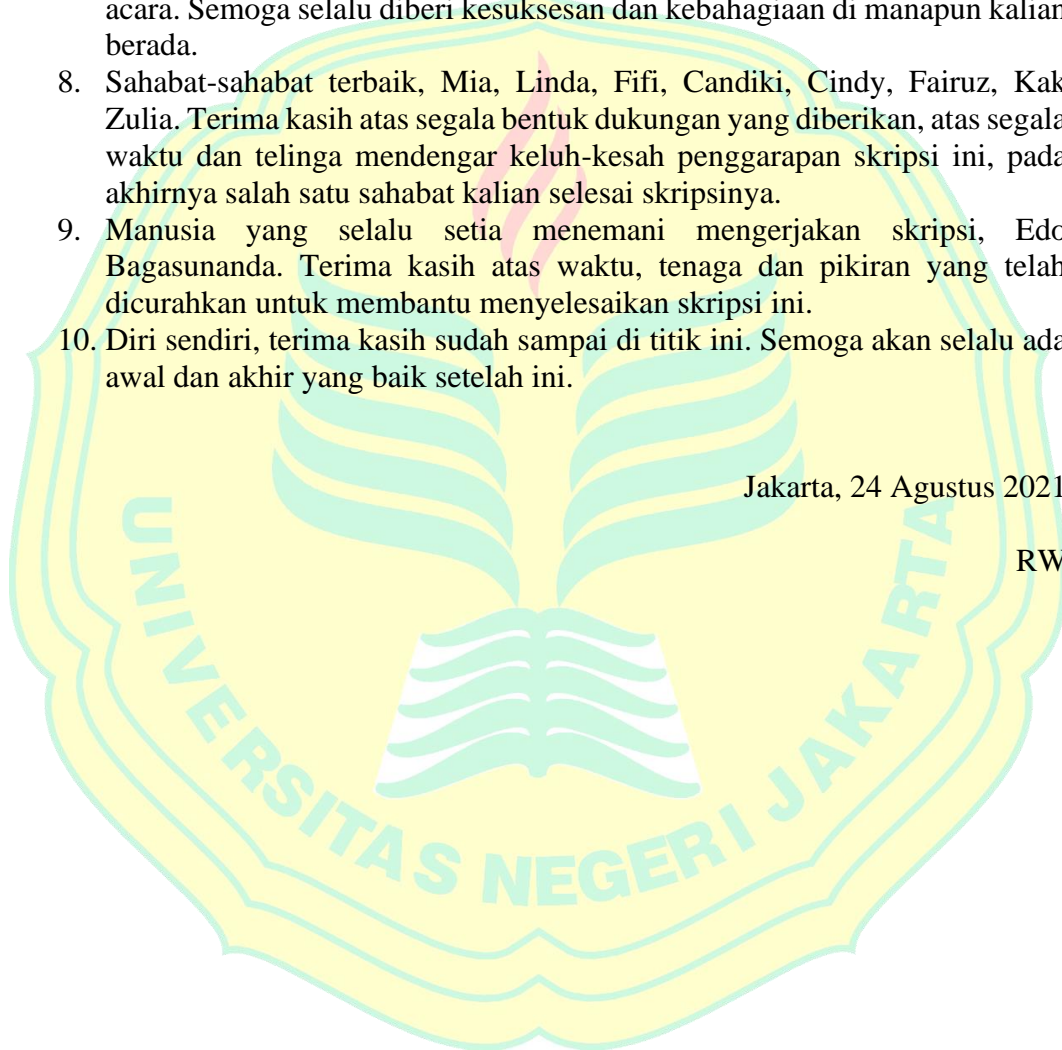 acara. Semoga selalu diberi kesuksesan dan kebahagiaan di manapun kalian
berada.
8. Sahabat-sahabat terbaik, Mia, Linda, Fifi, Candiki, Cindy, Fairuz, Kak
Zulia. Terima kasih atas segala bentuk dukungan yang diberikan, atas segala
waktu dan telinga mendengar keluh-kesah penggarapan skripsi ini, pada
akhirnya salah satu sahabat kalian selesai skripsinya.
9. Manusia yang selalu setia menemani mengerjakan skripsi, Edo
Bagasunanda. Terima kasih atas waktu, tenaga dan pikiran yang telah
dicurahkan untuk membantu menyelesaikan skripsi ini.
10. Diri sendiri, terima kasih sudah sampai di titik ini. Semoga akan selalu ada
awal dan akhir yang baik setelah ini.
Jakarta, 24 Agustus 2021
RW
UNIVERSITAS NEGERI JAKARTA